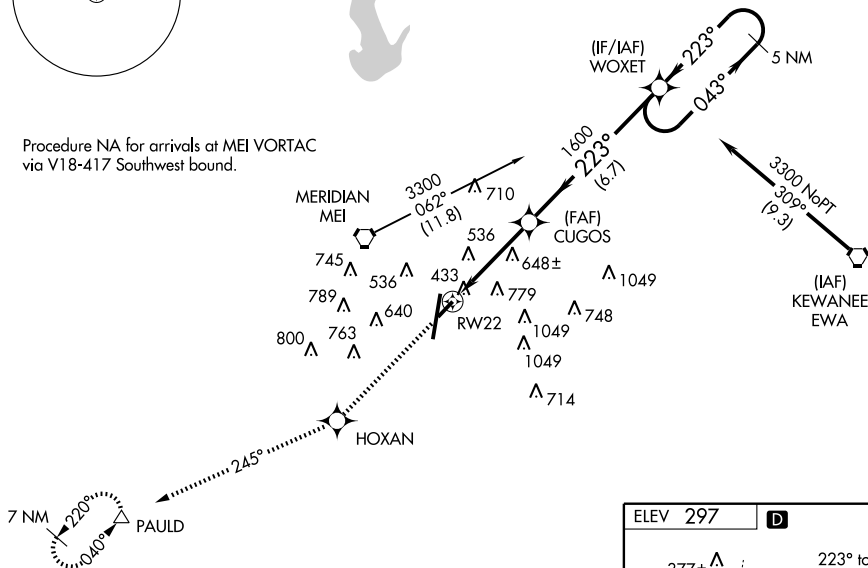 (IF/IAF)
WOXET
223°
043°
5 NM
Procedure NA for arrivals at MEI VORTAC
via V18-417 Southwest bound.
1600
223°
(6.7)
3300
062°
(11.8)
MERIDIAN
MEI
710
(FAF)
CUGOS
3300 NoPT
309°
(9.3)
(IAF)
KEWANEE
EWA
745
536
536
433
648±
1049
789
640
779
748
RW22
800
763
1049
1049
714
HOXAN
245°
7 NM
220°
040°
PAULD
ELEV 297
D
277±
223° to